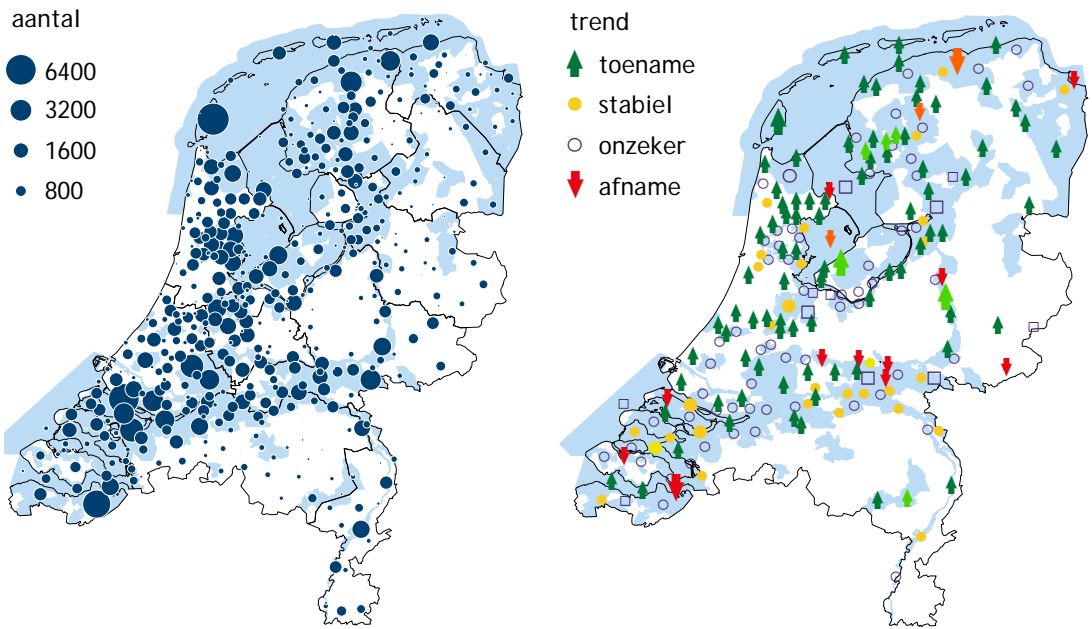 aantal
6400
3200
1600
800
trend
toename
stabiel
onzeker
afname